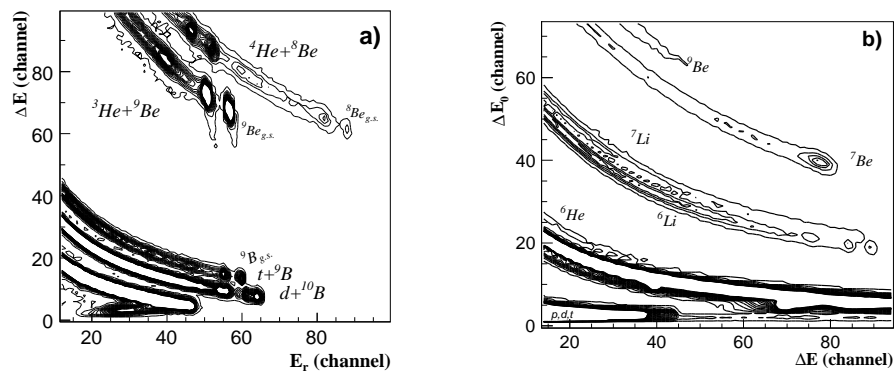 a)
ΔE (channel)
80
60
40
20
0
⁴He+⁸Be
³He+⁹Be
⁸Be g.s.
⁹Be g.s.
⁹B g.s.
t+⁹B
d+¹⁰B
20 40 60 80
E_r (channel)
b)
ΔE₀ (channel)
60
40
20
0
⁹Be
⁷Li
⁷Be
⁶He
⁶Li
p,d,t
20 40 60 80
ΔE (channel)